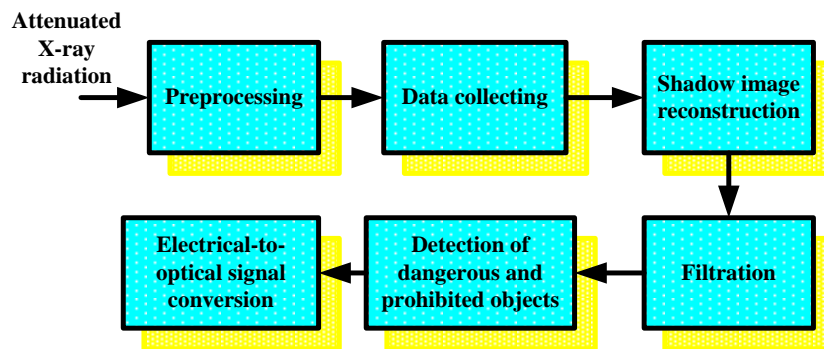 Attenuated
X-ray
radiation
Preprocessing
Data collecting
Shadow image
reconstruction
Filtration
Detection of
dangerous and
prohibited objects
Electrical-to-
optical signal
conversion